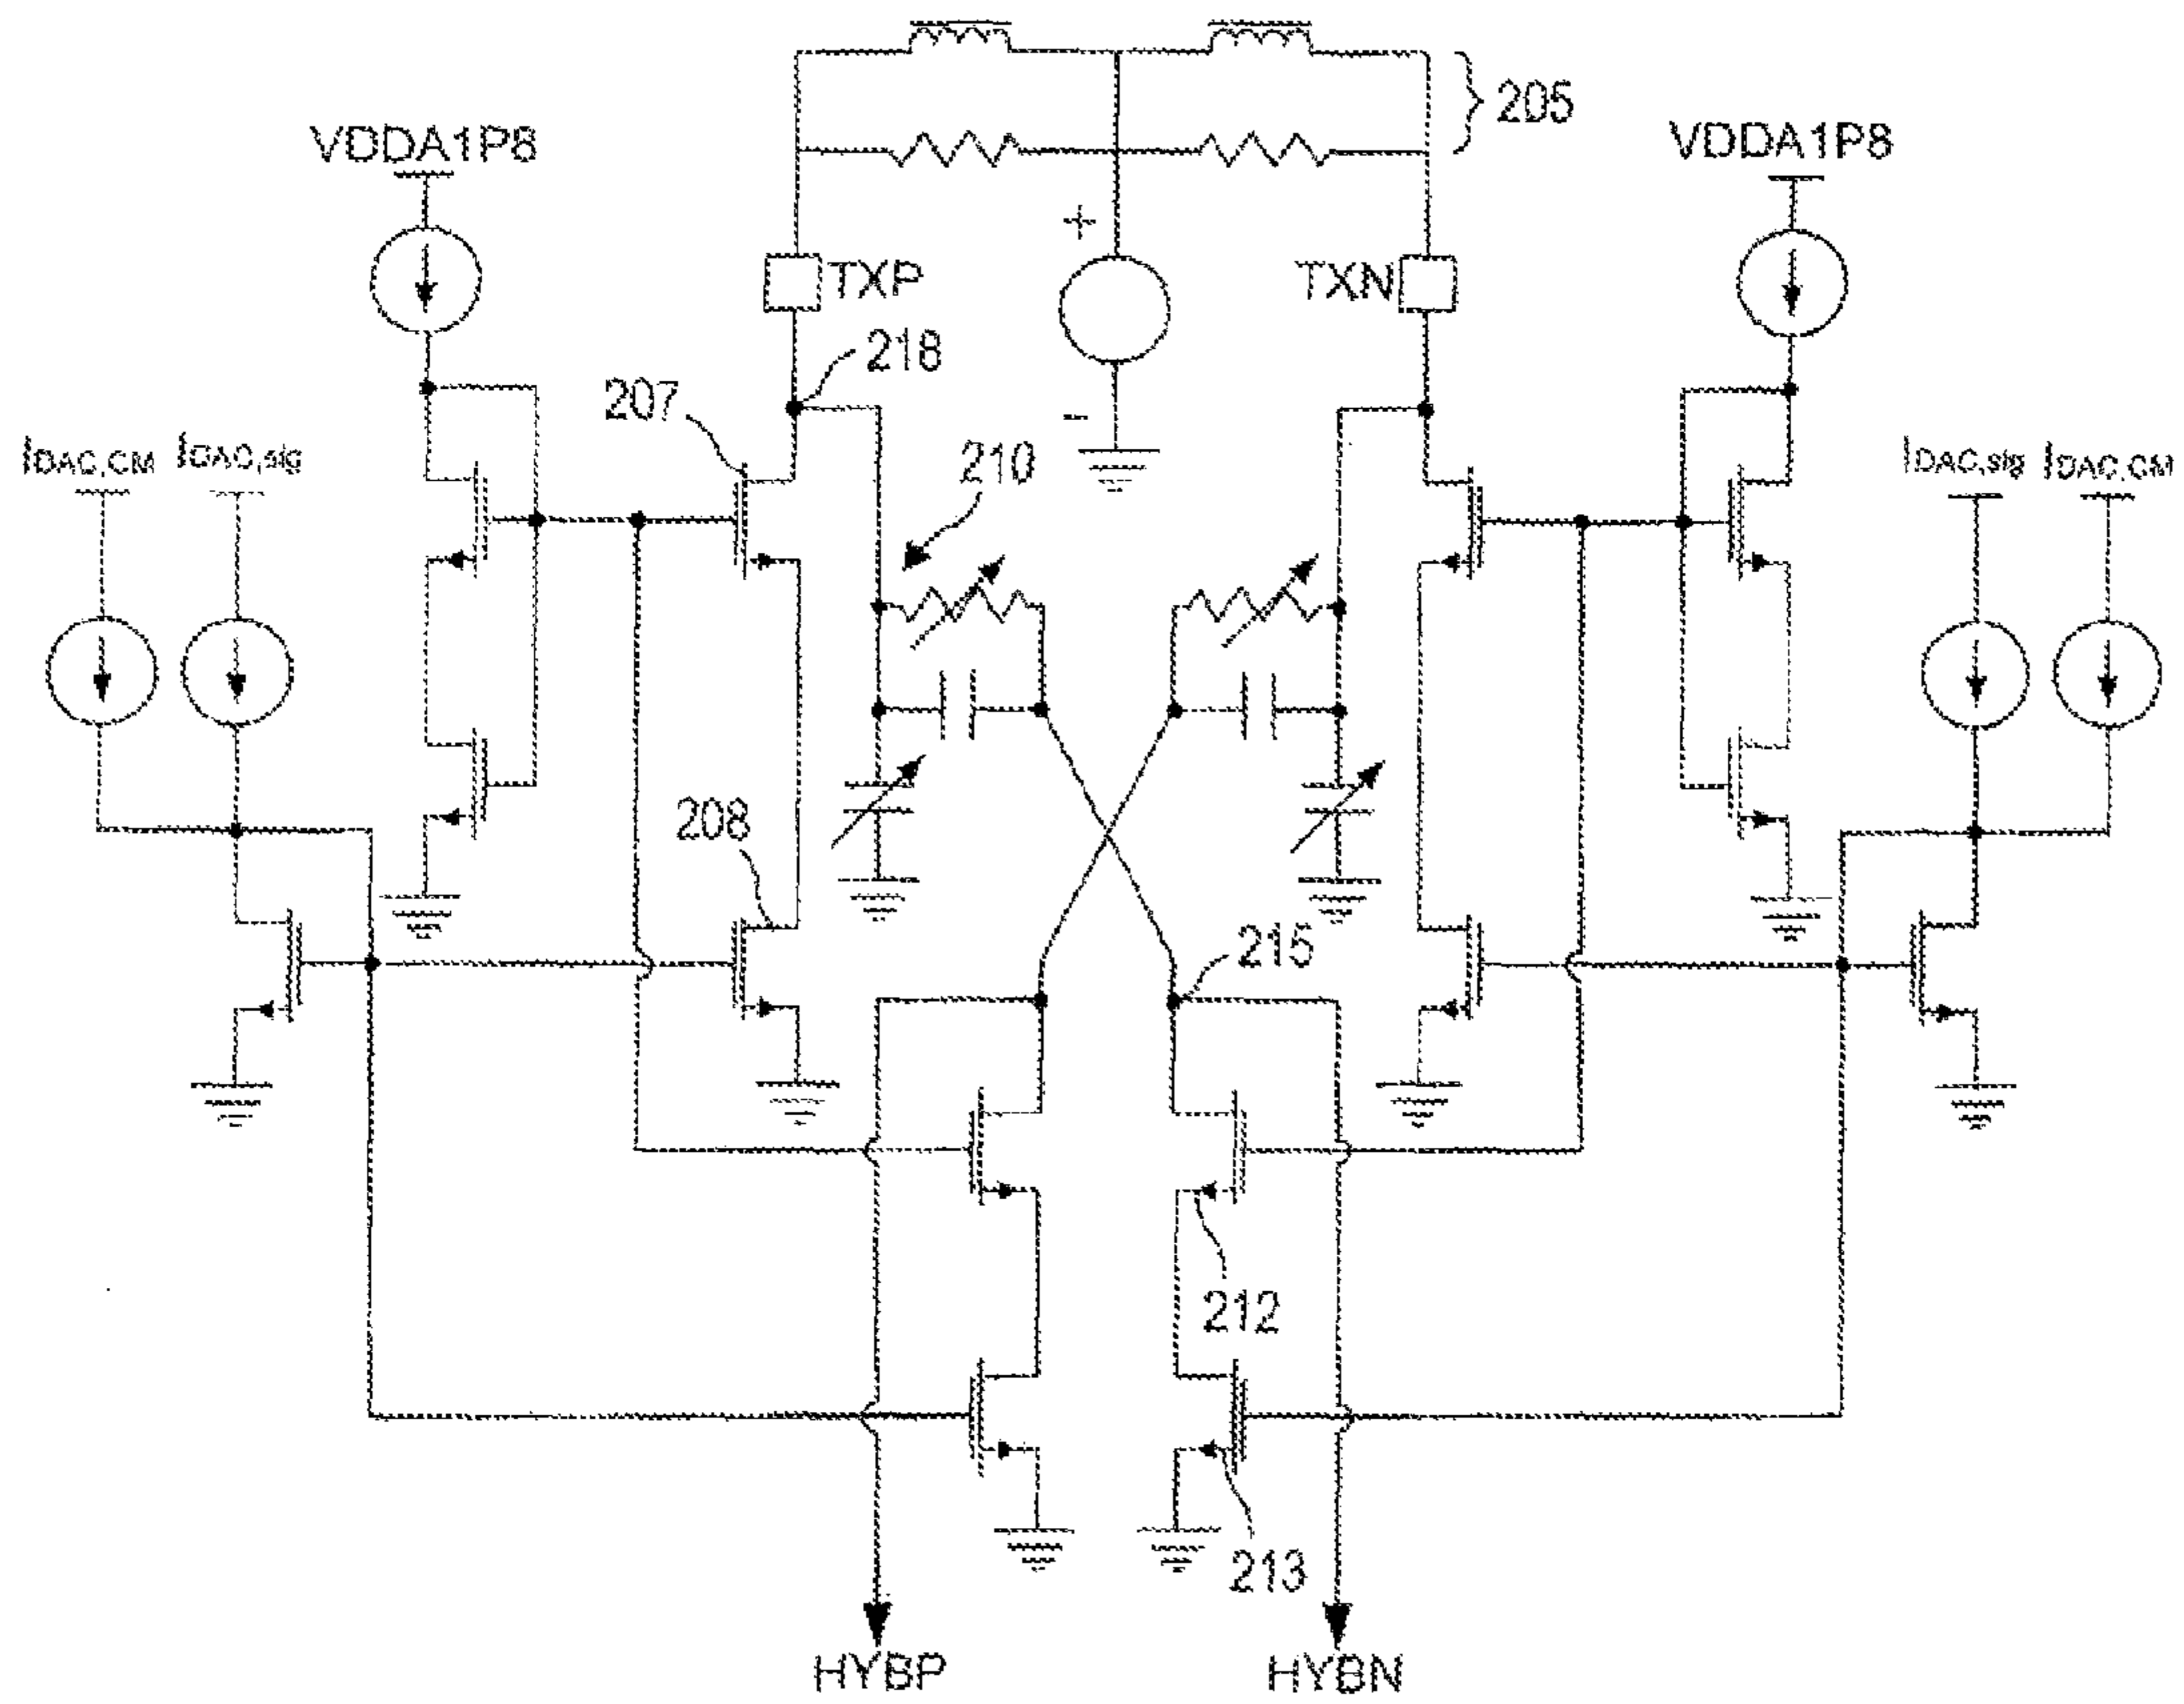 205
VDDA1P8
VDDA1P8
+
TXP
TXN
218
207
-
210
IDAC,CM
IDAC,sig
IDAC,sig
IDAC,CM
208
215
212
213
HYBP
HYBN